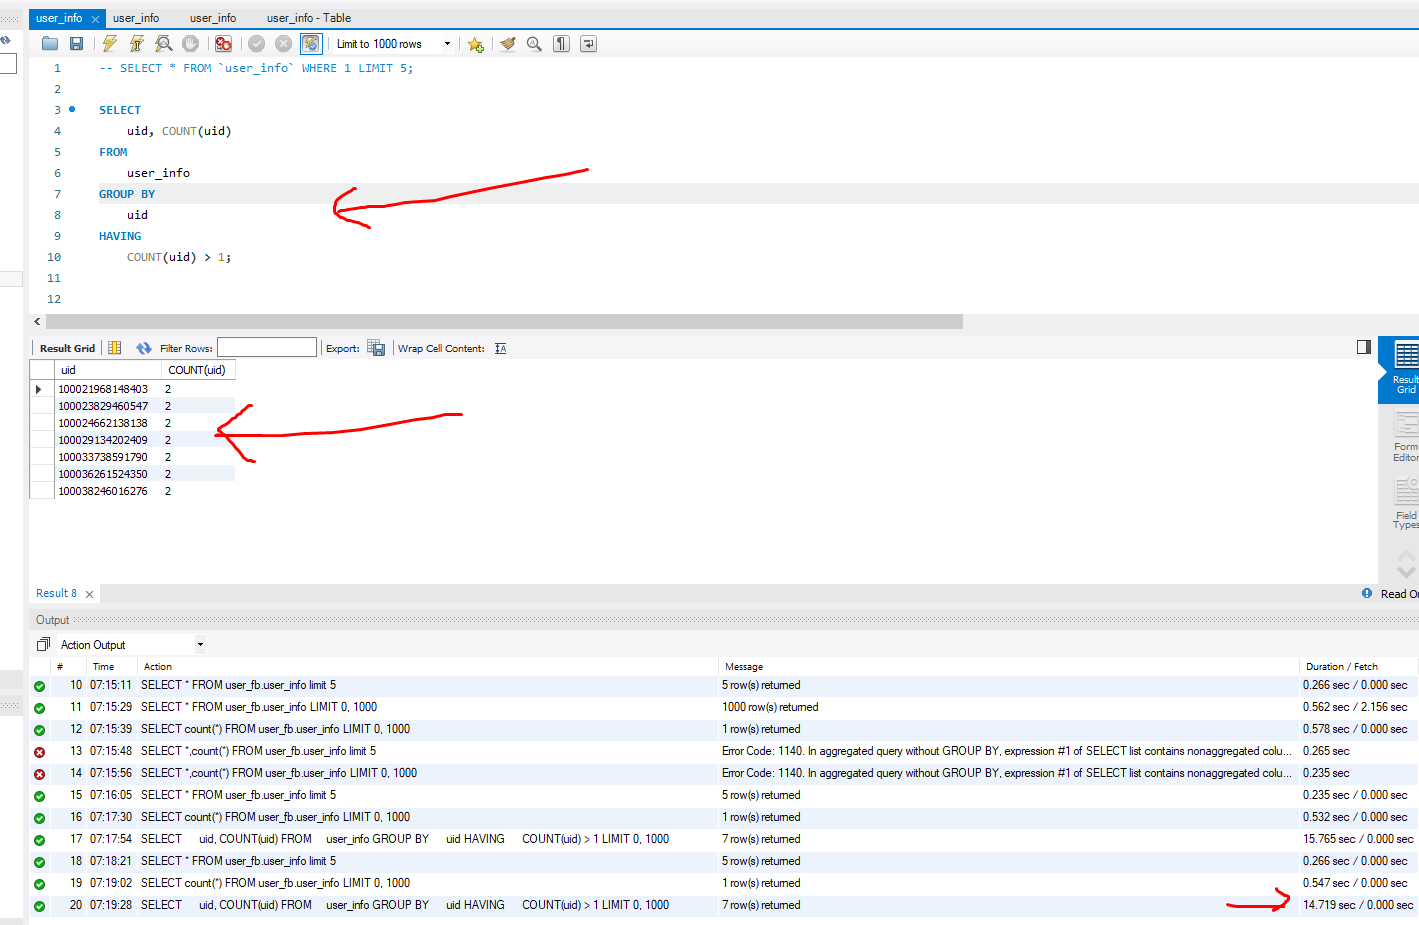 user_info
user_info
user_info
user_info - Table
Limit to 1000 rows
1 -- SELECT * FROM `user_info` WHERE 1 LIMIT 5;
2
3 SELECT
4 uid, COUNT(uid)
5 FROM
6 user_info
7 GROUP BY
8 uid
9 HAVING
10 COUNT(uid) > 1;
11
12
Result Grid Filter Rows: Export: Wrap Cell Content:
uid COUNT(uid)
100021968148403 2
100023829460547 2
100024662138138 2
100029134202409 2
100033738591790 2
100036261524350 2
100038246016276 2
Result
Grid
Form
Editor
Field
Types
Result 8
Read On
Output
Action Output
# Time Action Message Duration / Fetch
10 07:15:11 SELECT * FROM user_fb.user_info limit 5 5 row(s) returned 0.266 sec / 0.000 sec
11 07:15:29 SELECT * FROM user_fb.user_info LIMIT 0, 1000 1000 row(s) returned 0.562 sec / 2.156 sec
12 07:15:39 SELECT count(*) FROM user_fb.user_info LIMIT 0, 1000 1 row(s) returned 0.578 sec / 0.000 sec
13 07:15:48 SELECT *,count(*) FROM user_fb.user_info limit 5 Error Code: 1140. In aggregated query without GROUP BY, expression #1 of SELECT list contains nonaggregated colu... 0.265 sec
14 07:15:56 SELECT *,count(*) FROM user_fb.user_info LIMIT 0, 1000 Error Code: 1140. In aggregated query without GROUP BY, expression #1 of SELECT list contains nonaggregated colu... 0.235 sec
15 07:16:05 SELECT * FROM user_fb.user_info limit 5 5 row(s) returned 0.235 sec / 0.000 sec
16 07:17:30 SELECT count(*) FROM user_fb.user_info LIMIT 0, 1000 1 row(s) returned 0.532 sec / 0.000 sec
17 07:17:54 SELECT uid, COUNT(uid) FROM user_info GROUP BY uid HAVING COUNT(uid) > 1 LIMIT 0, 1000 7 row(s) returned 15.765 sec / 0.000 sec
18 07:18:21 SELECT * FROM user_fb.user_info limit 5 5 row(s) returned 0.266 sec / 0.000 sec
19 07:19:02 SELECT count(*) FROM user_fb.user_info LIMIT 0, 1000 1 row(s) returned 0.547 sec / 0.000 sec
20 07:19:28 SELECT uid, COUNT(uid) FROM user_info GROUP BY uid HAVING COUNT(uid) > 1 LIMIT 0, 1000 7 row(s) returned 14.719 sec / 0.000 sec